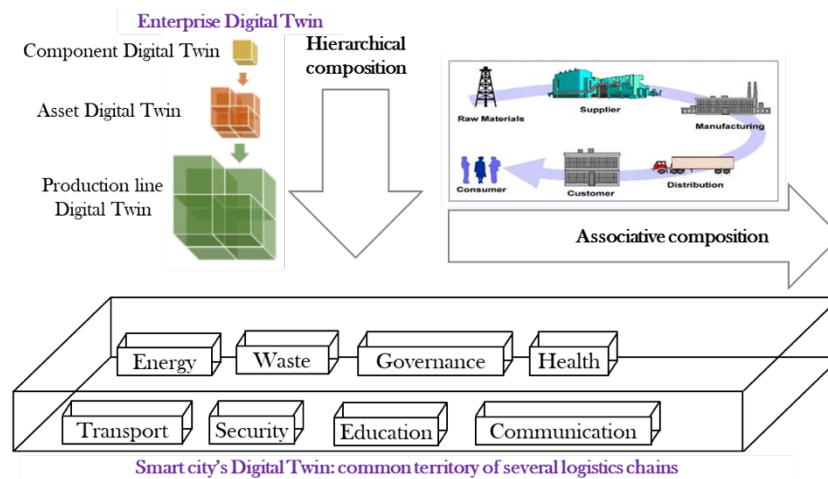 Enterprise Digital Twin
Component Digital Twin
Asset Digital Twin
Production line
Digital Twin
Hierarchical
composition
Raw Materials
Supplier
Manufacturing
Consumer
Customer
Distribution
Associative composition
Energy
Waste
Governance
Health
Transport
Security
Education
Communication
Smart city's Digital Twin: common territory of several logistics chains